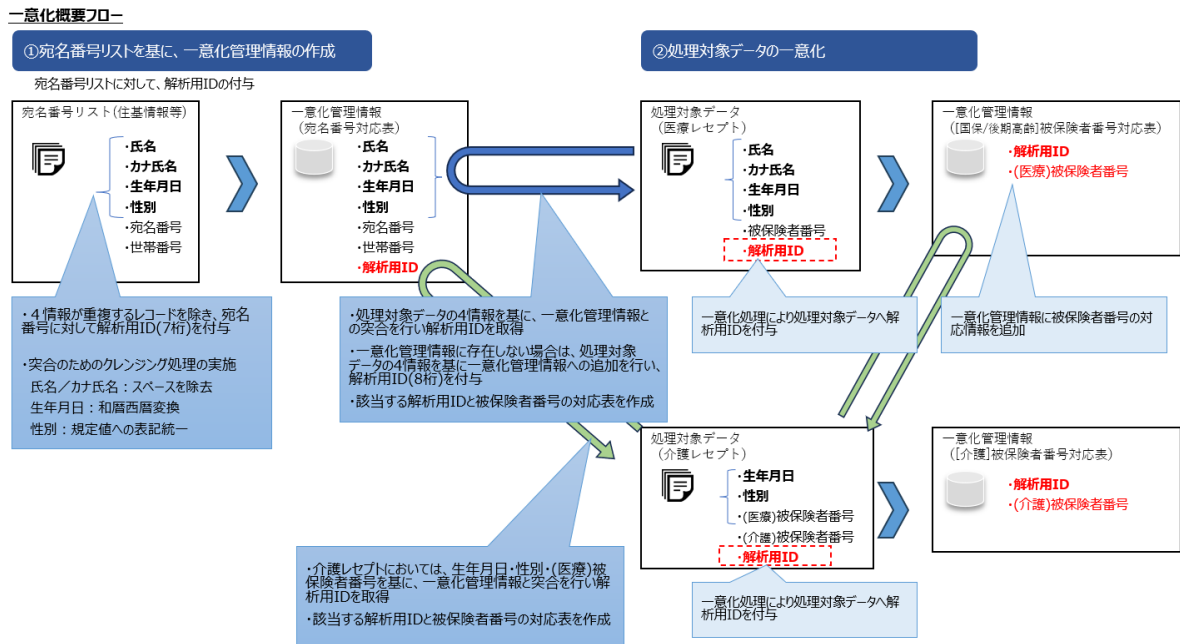 一意化概要フロー
①宛名番号リストを基に、一意化管理情報の作成
宛名番号リストに対して、解析用IDの付与
宛名番号リスト(住基情報等)
・氏名
・カナ氏名
・生年月日
・性別
・宛名番号
・世帯番号
一意化管理情報
(宛名番号対応表)
・氏名
・カナ氏名
・生年月日
・性別
・宛名番号
・世帯番号
・解析用ID
・４情報が重複するレコードを除き、宛名
番号に対して解析用ID(7桁)を付与
・突合のためのクレンジング処理の実施
氏名／カナ氏名：スペースを除去
生年月日：和暦西暦変換
性別：規定値への表記統一
・処理対象データの4情報を基に、一意化管理情報と
の突合を行い解析用IDを取得
・一意化管理情報に存在しない場合は、処理対象
データの4情報を基に一意化管理情報への追加を行い、
解析用ID(8桁)を付与
・該当する解析用IDと被保険者番号の対応表を作成
②処理対象データの一意化
処理対象データ
(医療レセプト)
・氏名
・カナ氏名
・生年月日
・性別
・被保険者番号
・解析用ID
一意化処理により処理対象データへ解
析用IDを付与
一意化管理情報
([国保/後期高齢]被保険者番号対応表)
・解析用ID
・(医療)被保険者番号
一意化管理情報に被保険者番号の対
応情報を追加
処理対象データ
(介護レセプト)
・生年月日
・性別
・(医療)被保険者番号
・(介護)被保険者番号
・解析用ID
一意化処理により処理対象データへ解
析用IDを付与
一意化管理情報
([介護]被保険者番号対応表)
・解析用ID
・(介護)被保険者番号
・介護レセプトにおいては、生年月日・性別・(医療)被
保険者番号を基に、一意化管理情報と突合を行い解
析用IDを取得
・該当する解析用IDと被保険者番号の対応表を作成